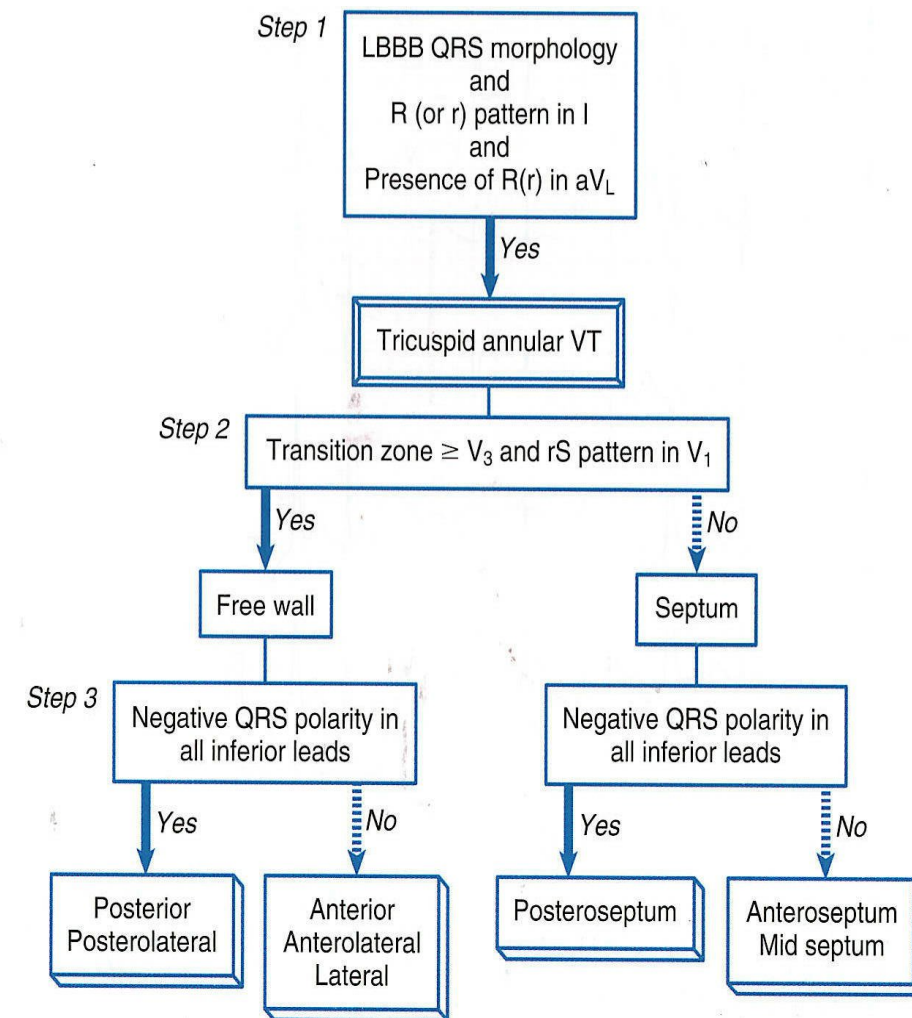 Step 1
LBBB QRS morphology
and
R (or r) pattern in I
and
Presence of R(r) in aVL
Yes
Tricuspid annular VT
Step 2
Transition zone ≥ V3 and rS pattern in V1
Yes
No
Free wall
Septum
Step 3
Negative QRS polarity in
all inferior leads
Negative QRS polarity in
all inferior leads
Yes
No
Yes
No
Posterior
Posterolateral
Anterior
Anterolateral
Lateral
Posteroseptum
Anteroseptum
Mid septum